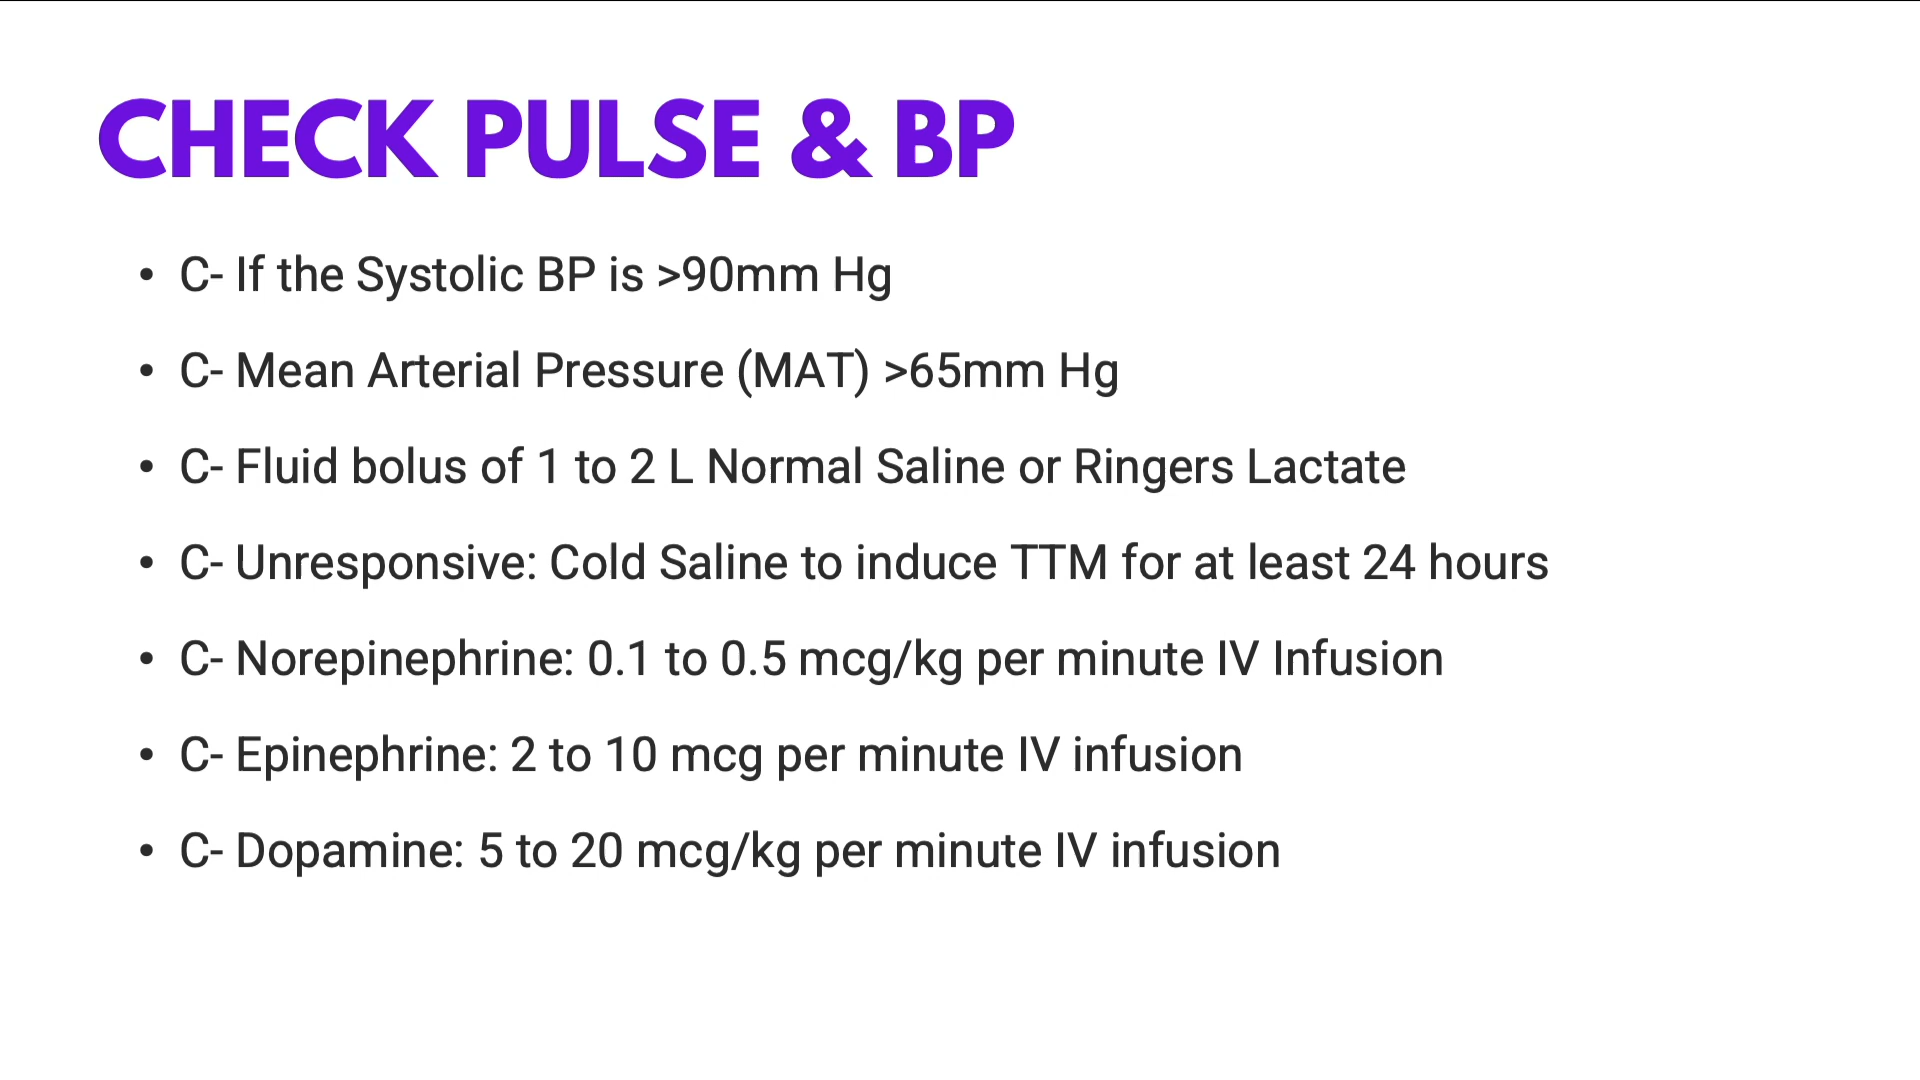 CHECK PULSE & BP
• C- If the Systolic BP is >90mm Hg
• C- Mean Arterial Pressure (MAT) >65mm Hg
• C- Fluid bolus of 1 to 2 L Normal Saline or Ringers Lactate
• C- Unresponsive: Cold Saline to induce TTM for at least 24 hours
• C- Norepinephrine: 0.1 to 0.5 mcg/kg per minute IV Infusion
• C- Epinephrine: 2 to 10 mcg per minute IV infusion
• C- Dopamine: 5 to 20 mcg/kg per minute IV infusion